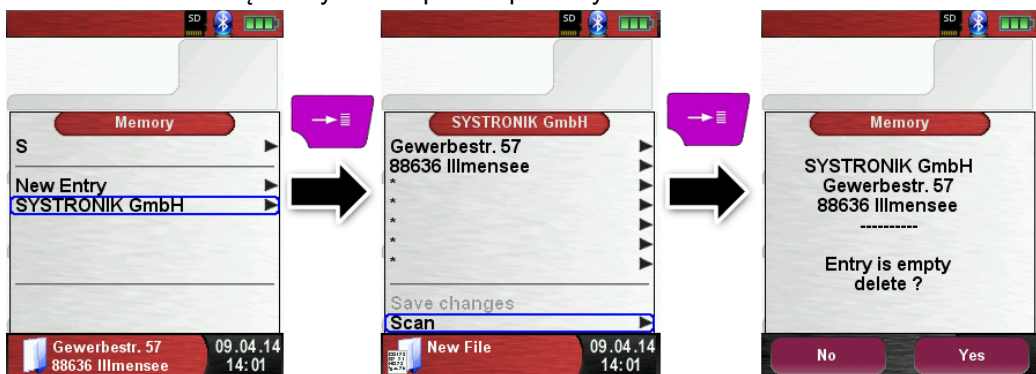 SD
Memory
S
New Entry
SYSTRONIK GmbH
Gewerbestr. 57
88636 Illmensee
09.04.14
14:01
SD
SYSTRONIK GmbH
Gewerbestr. 57
88636 Illmensee
*
*
*
*
*
Save changes
Scan
New File
09.04.14
14:01
SD
Memory
SYSTRONIK GmbH
Gewerbestr. 57
88636 Illmensee
----------
Entry is empty
delete ?
No
Yes